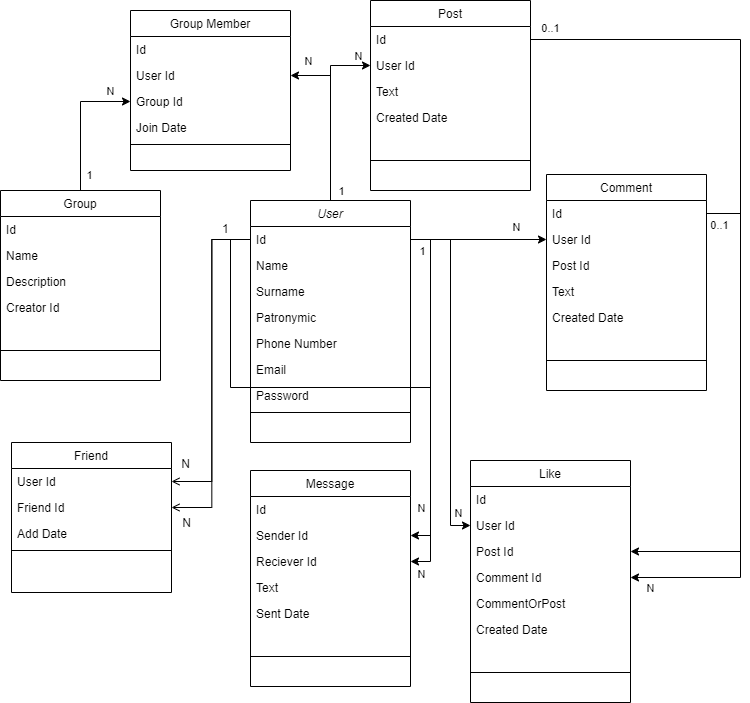 Group Member
Id
User Id
Group Id
Join Date
N
N
1
Post
Id
User Id
Text
Created Date
N
0..1
1
Group
Id
Name
Description
Creator Id
User
Id
Name
Surname
Patronymic
Phone Number
Email
Password
1
1
N
Comment
Id
User Id
Post Id
Text
Created Date
0..1
Friend
User Id
Friend Id
Add Date
N
N
Message
Id
Sender Id
Reciever Id
Text
Sent Date
N
N
Like
Id
User Id
Post Id
Comment Id
CommentOrPost
Created Date
N
N